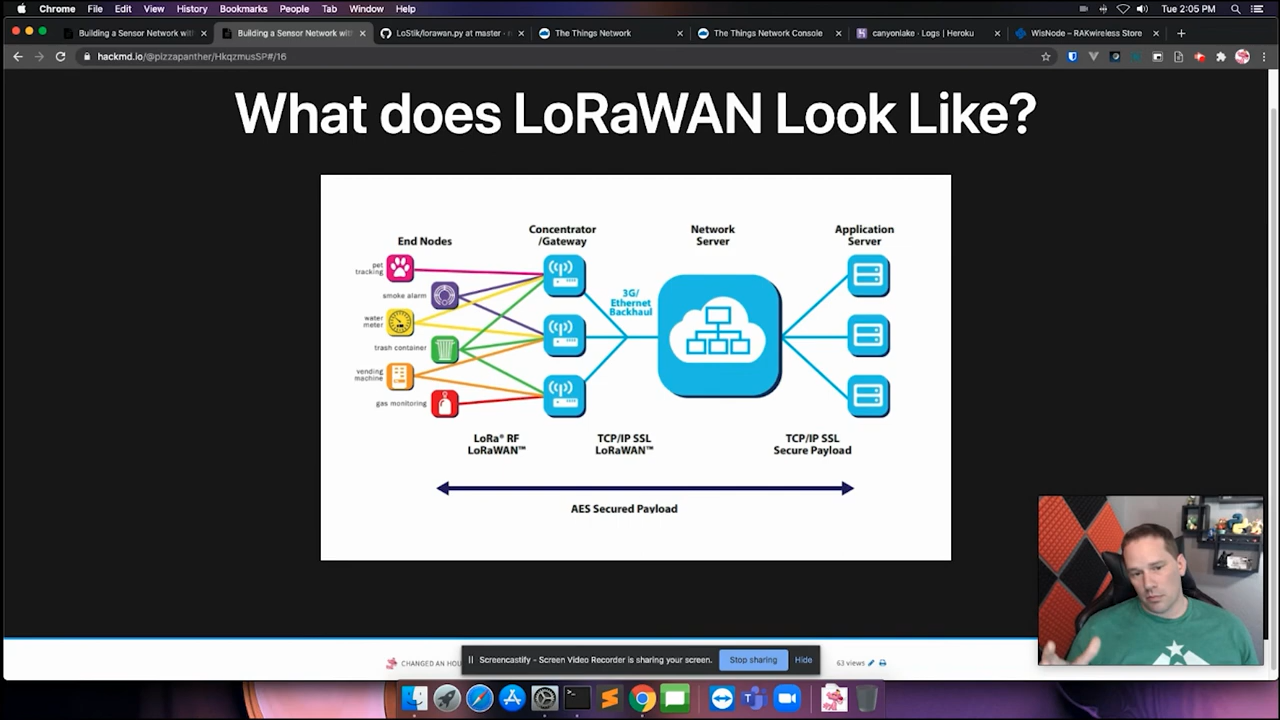 Chrome File Edit View History Bookmarks People Tab Window Help Tue 2:05 PM
Building a Sensor Network with
Building a Sensor Network with
LoStik/lorawan.py at master ·
The Things Network
The Things Network Console
canyonlake · Logs | Heroku
WisNode – RAKwireless Store
hackmd.io/@pizzapanther/HkqzmusSP#/16
What does LoRaWAN Look Like?
End Nodes
Concentrator
/Gateway
Network
Server
Application
Server
pet
tracking
smoke alarm
water
meter
trash container
vending
machine
gas monitoring
3G/
Ethernet
Backhaul
LoRa® RF
LoRaWAN™
TCP/IP SSL
LoRaWAN™
TCP/IP SSL
Secure Payload
AES Secured Payload
CHANGED AN HOU
Screencastify - Screen Video Recorder is sharing your screen.
Stop sharing
Hide
63 views